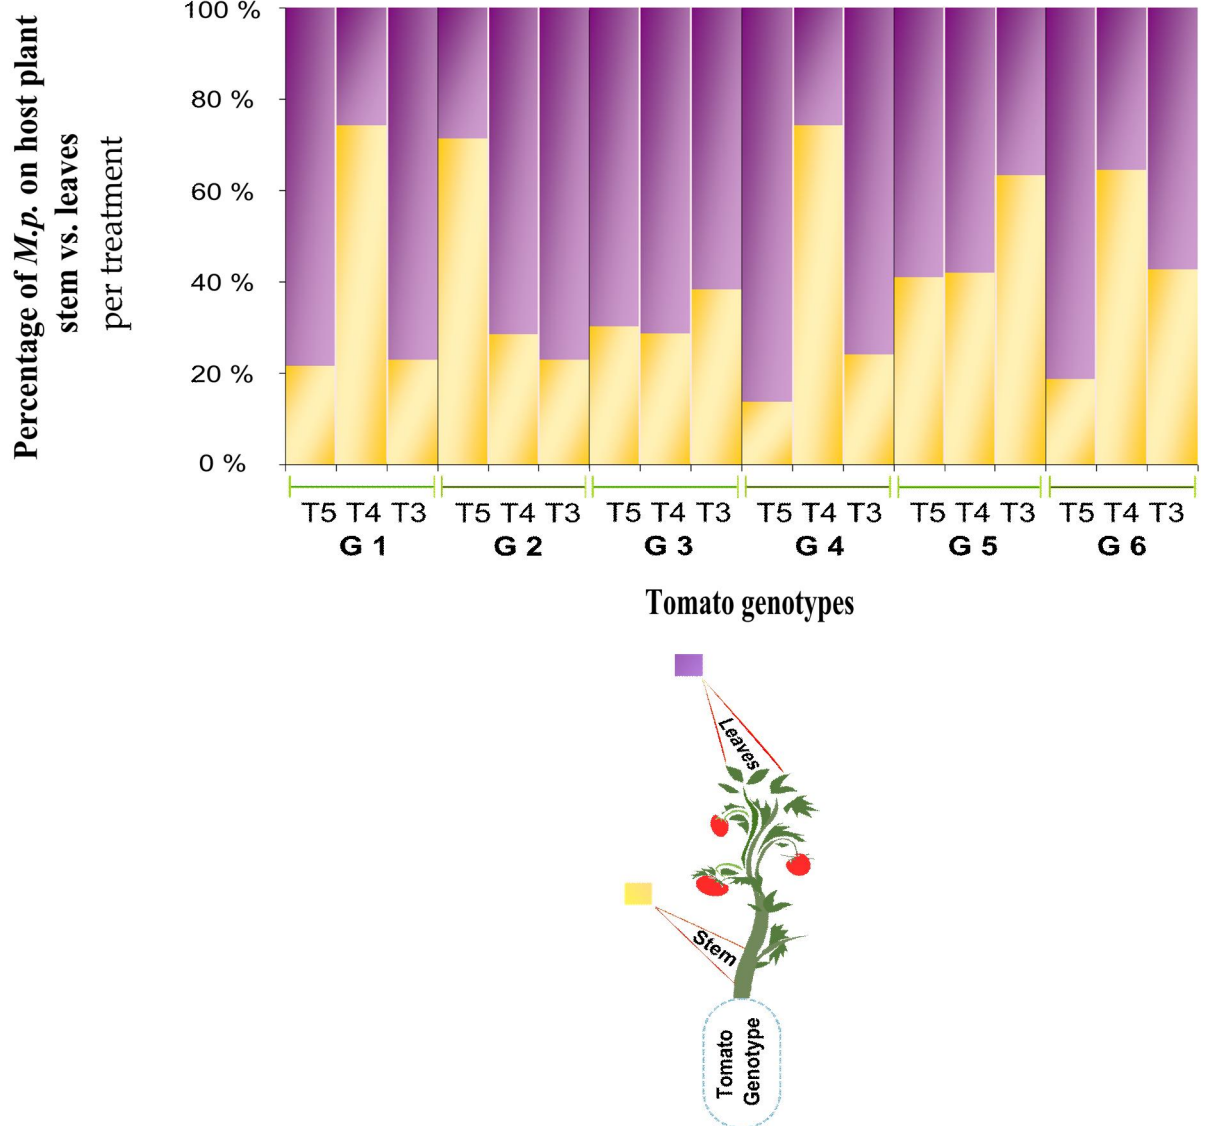 Percentage of M.p. on host plant
stem vs. leaves
per treatment
100 %
80 %
60 %
40 %
20 %
0 %
T5 T4 T3 T5 T4 T3 T5 T4 T3 T5 T4 T3 T5 T4 T3 T5 T4 T3
G 1 G 2 G 3 G 4 G 5 G 6
Tomato genotypes
Leaves
Stem
Tomato
Genotype